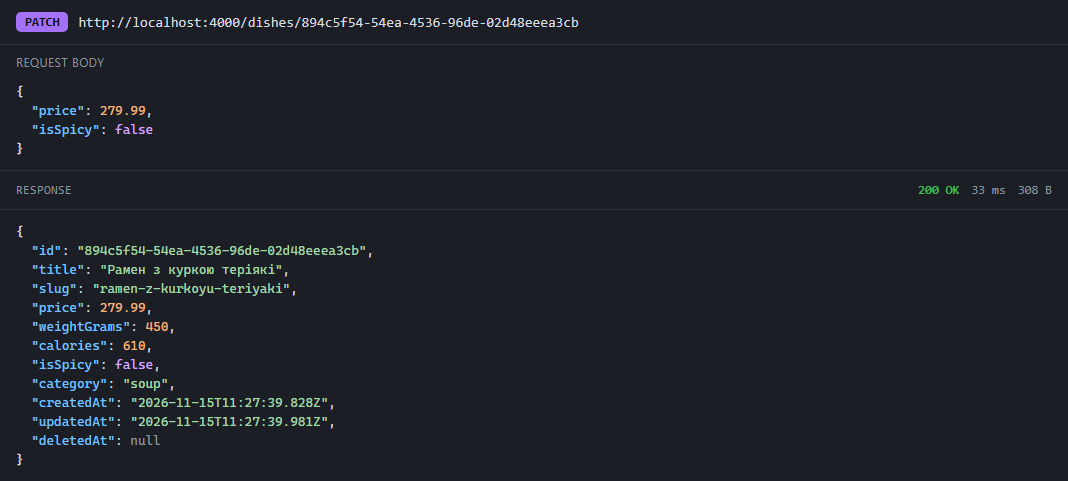 PATCH http://localhost:4000/dishes/894c5f54-54ea-4536-96de-02d48eeea3cb
REQUEST BODY
{
  "price": 279.99,
  "isSpicy": false
}
RESPONSE 200 OK 33 ms 308 B
{
  "id": "894c5f54-54ea-4536-96de-02d48eeea3cb",
  "title": "Рамен з куркою теріякі",
  "slug": "ramen-z-kurkoyu-teriyaki",
  "price": 279.99,
  "weightGrams": 450,
  "calories": 610,
  "isSpicy": false,
  "category": "soup",
  "createdAt": "2026-11-15T11:27:39.828Z",
  "updatedAt": "2026-11-15T11:27:39.981Z",
  "deletedAt": null
}